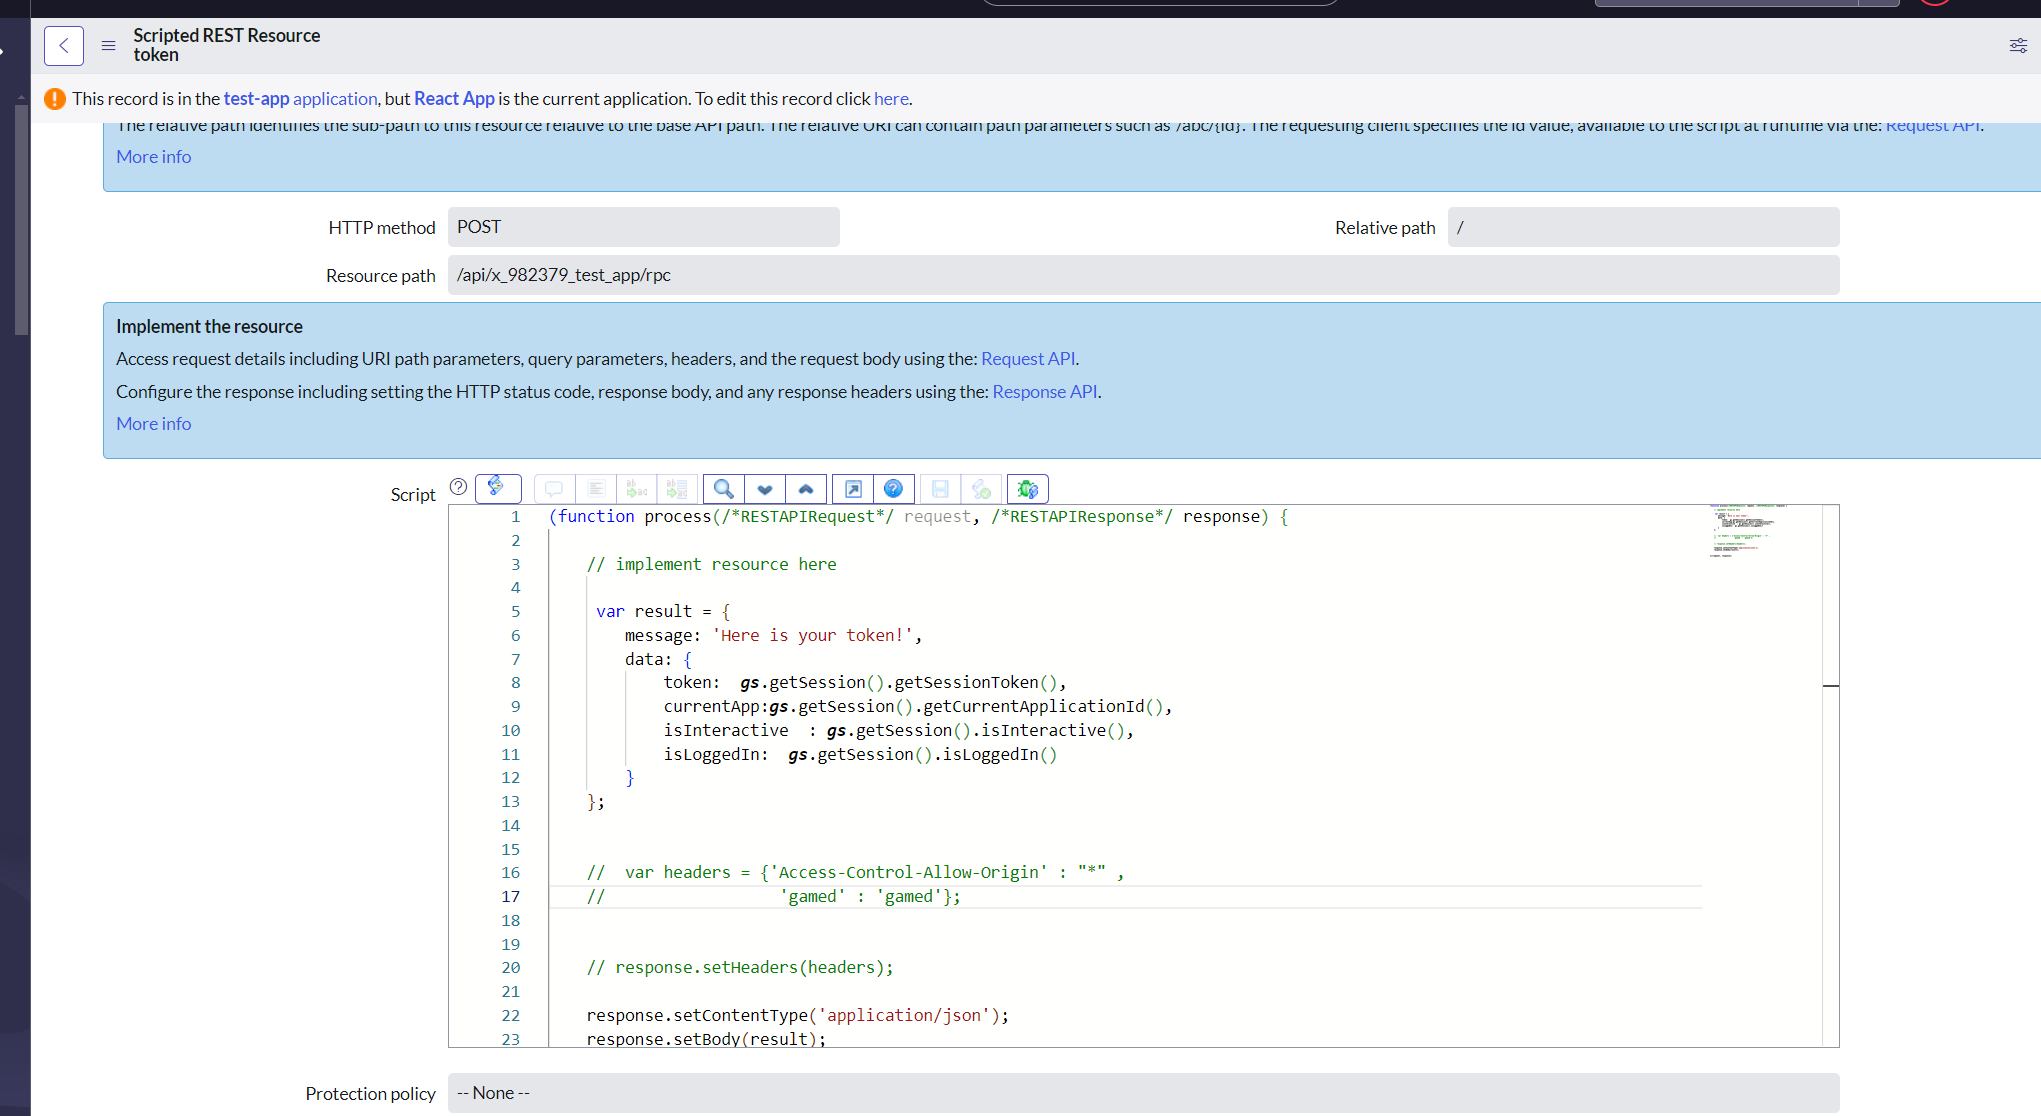 Scripted REST Resource
token
This record is in the test-app application, but React App is the current application. To edit this record click here.
The relative path identifies the sub-path to this resource relative to the base API path. The relative URI can contain path parameters such as '/abc/{id}'. The requesting client specifies the id value, available to the script at runtime via the: Request API.
More info
HTTP method POST
Relative path /
Resource path /api/x_982379_test_app/rpc
Implement the resource
Access request details including URI path parameters, query parameters, headers, and the request body using the: Request API.
Configure the response including setting the HTTP status code, response body, and any response headers using the: Response API.
More info
Script
1 (function process(/*RESTAPIRequest*/ request, /*RESTAPIResponse*/ response) {
2
3 // implement resource here
4
5 var result = {
6 message: 'Here is your token!',
7 data: {
8 token:  gs.getSession().getSessionToken(),
9 currentApp:gs.getSession().getCurrentApplicationId(),
10 isInteractive  : gs.getSession().isInteractive(),
11 isLoggedIn:  gs.getSession().isLoggedIn()
12 }
13 };
14
15
16 //  var headers = {'Access-Control-Allow-Origin' : "*" ,
17 // 'gamed' : 'gamed'};
18
19
20 // response.setHeaders(headers);
21
22 response.setContentType('application/json');
23 response.setBody(result);
Protection policy -- None --